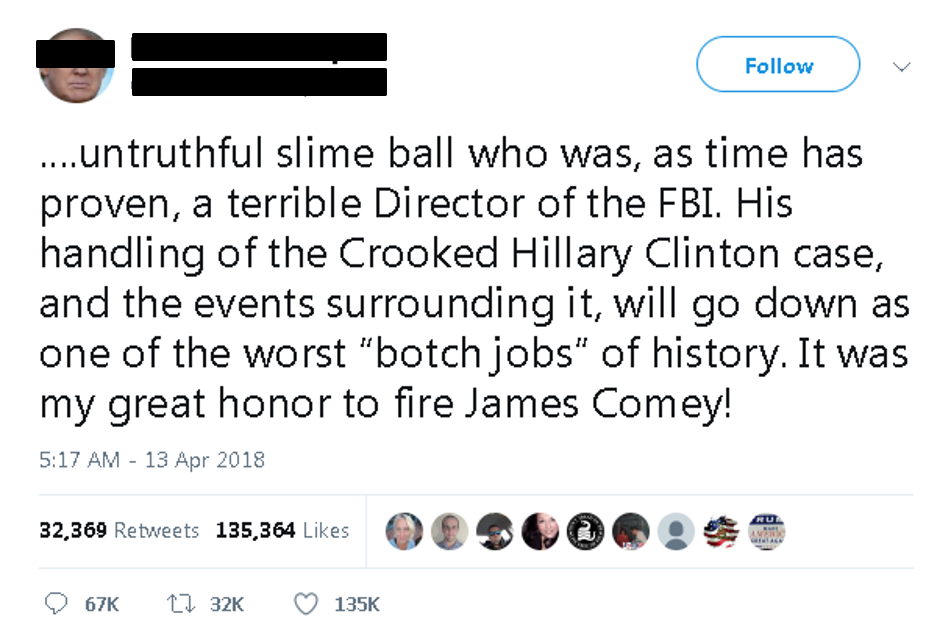 Follow
....untruthful slime ball who was, as time has
proven, a terrible Director of the FBI. His
handling of the Crooked Hillary Clinton case,
and the events surrounding it, will go down as
one of the worst “botch jobs” of history. It was
my great honor to fire James Comey!
5:17 AM - 13 Apr 2018
32,369 Retweets 135,364 Likes
67K 32K 135K